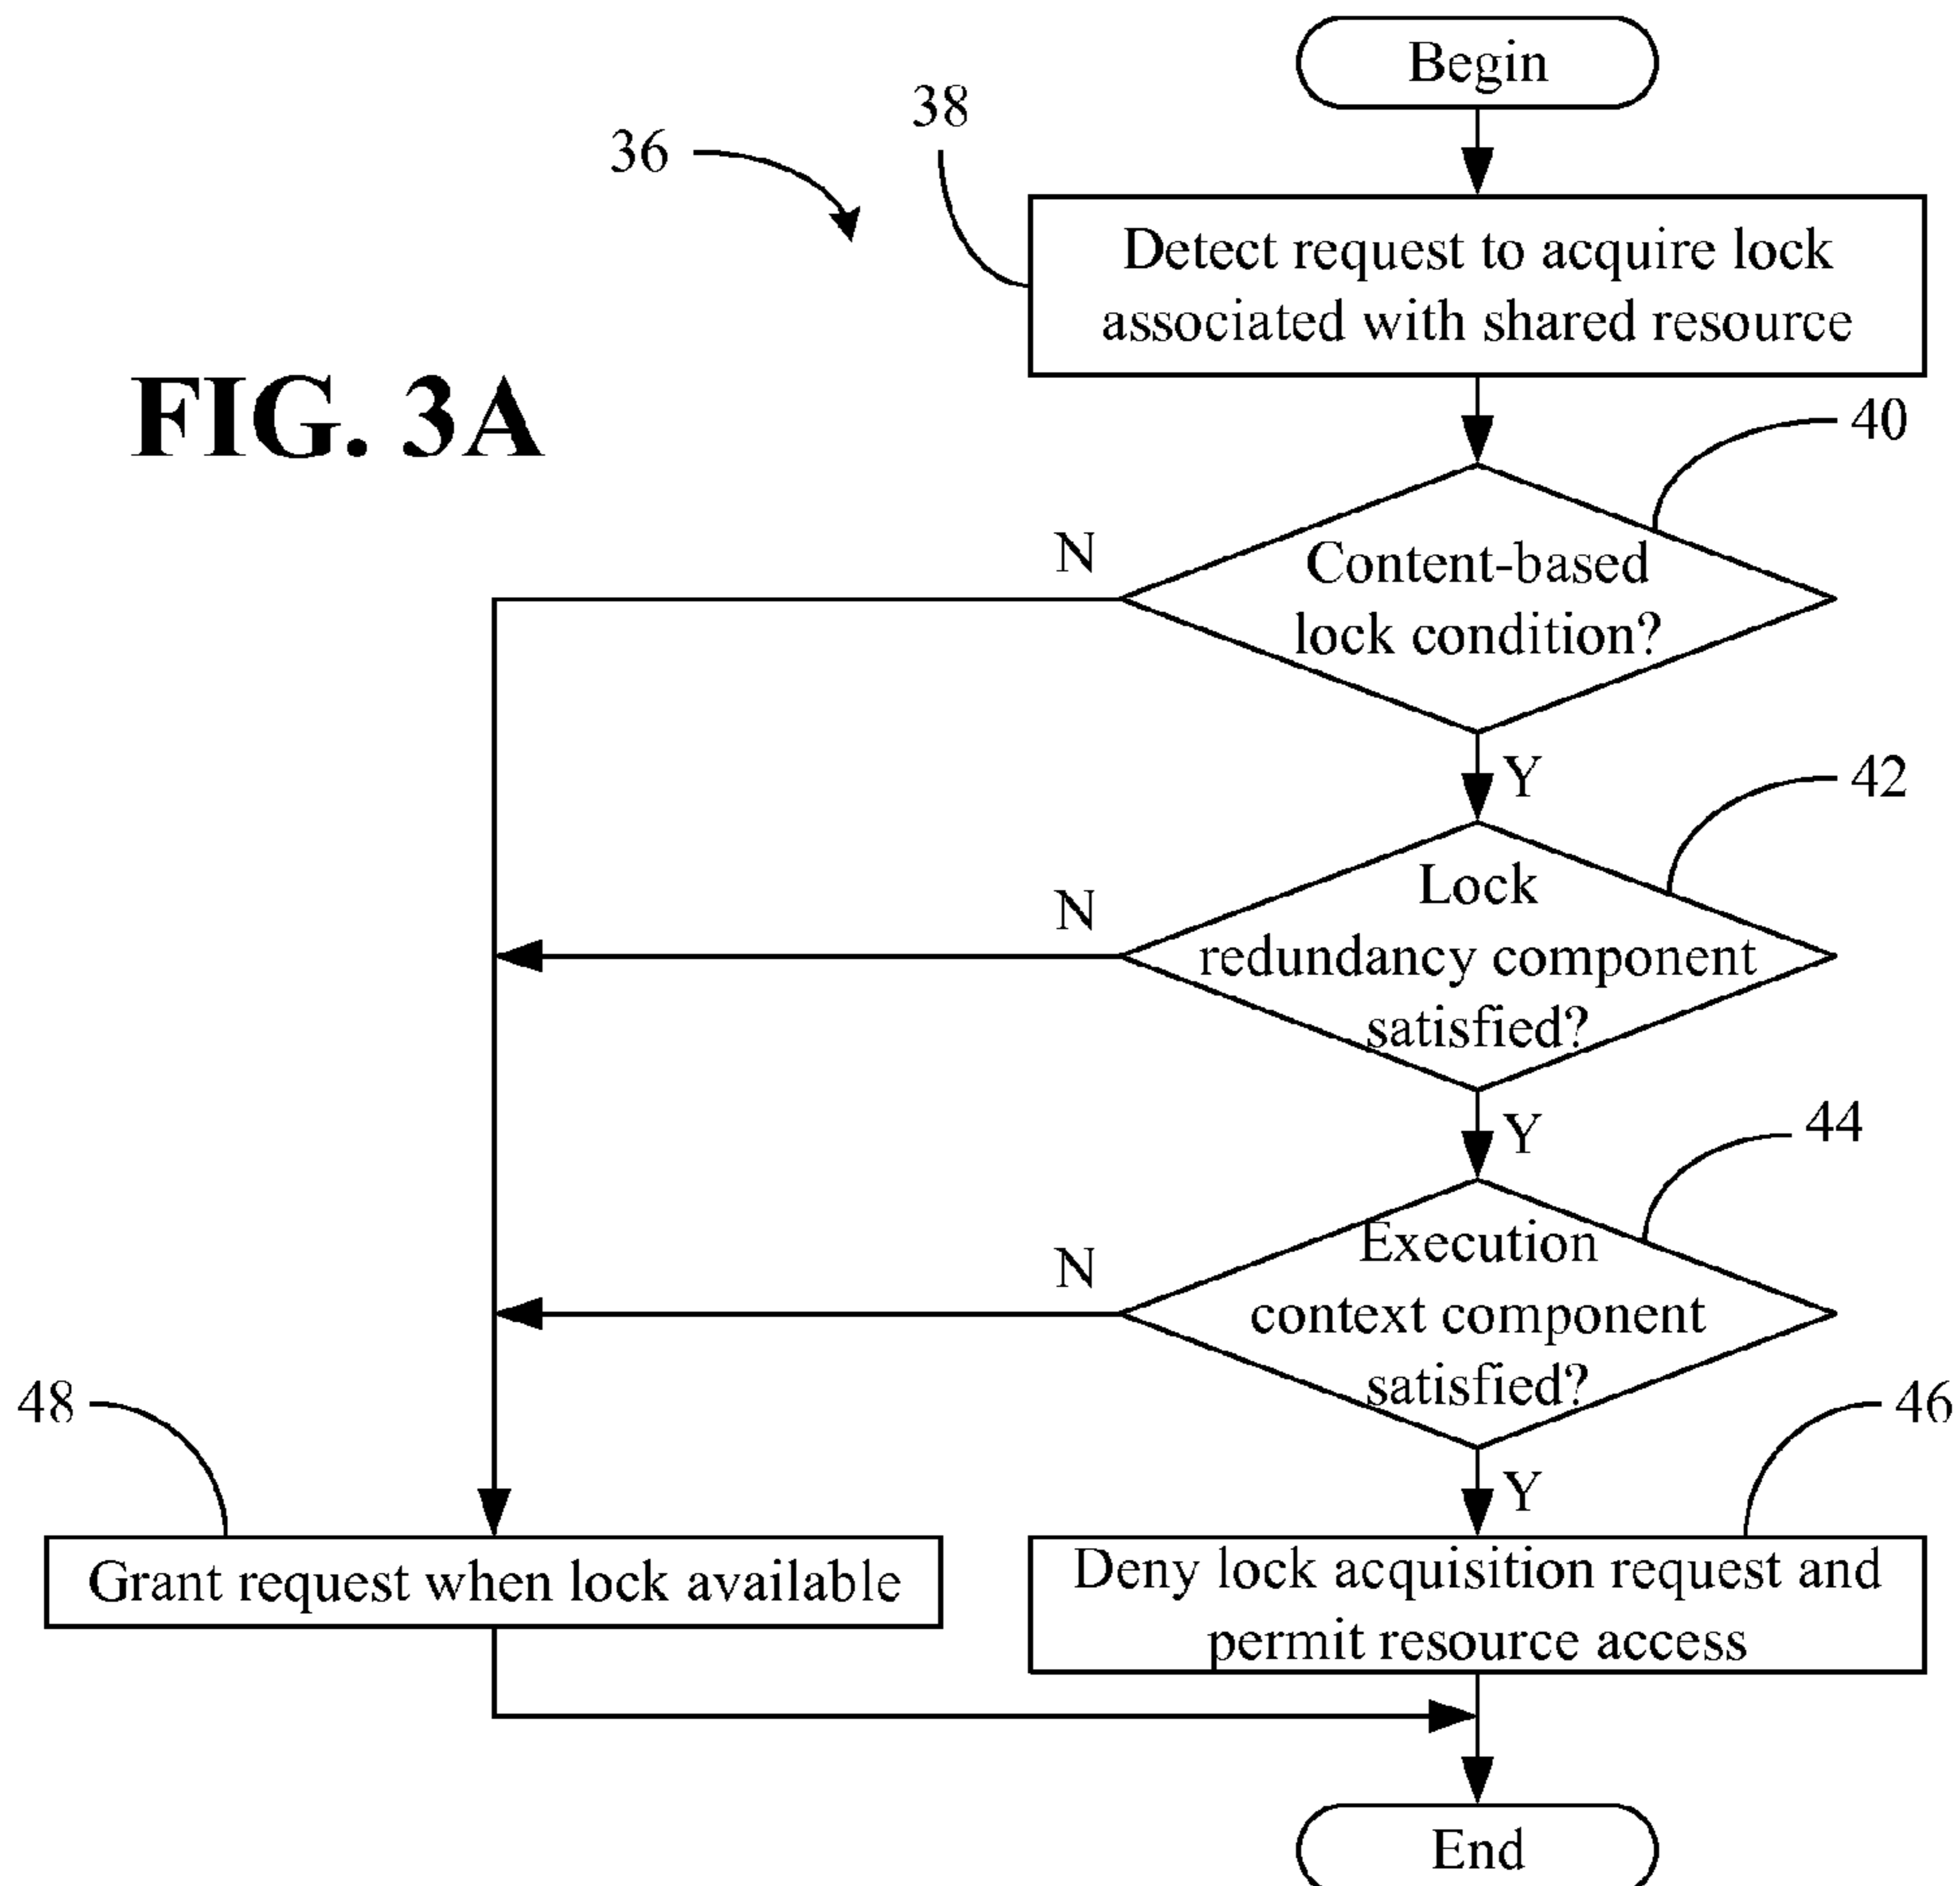 Begin
38
36
Detect request to acquire lock
associated with shared resource
FIG. 3A
40
N
Content-based
lock condition?
Y
42
N
Lock
redundancy component
satisfied?
Y
44
N
Execution
context component
satisfied?
48
46
Y
Grant request when lock available
Deny lock acquisition request and
permit resource access
End